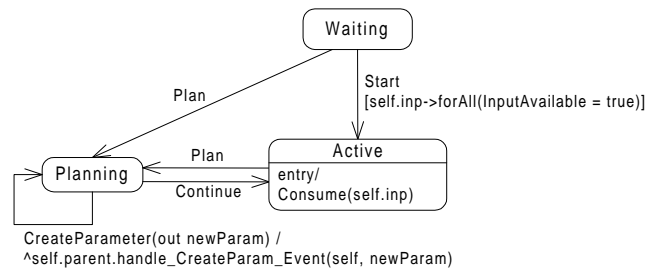 Waiting
Start
[self.inp->forAll(InputAvailable = true)]
Plan
Plan
Active
Planning
entry/
Continue
Consume(self.inp)
CreateParameter(out newParam) /
^self.parent.handle_CreateParam_Event(self, newParam)